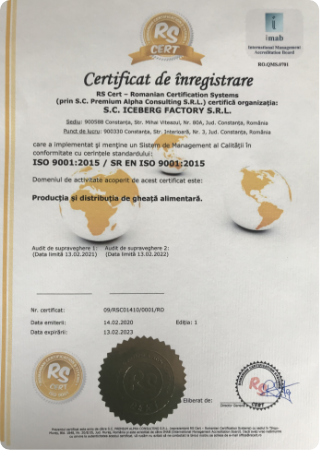 RS
CERT
imab
International Management
Accreditation Board
RO.QMS.0781
Certificat de înregistrare
RS Cert – Romanian Certification Systems
(prin S.C. Premium Alpha Consulting S.R.L.) certifică organizația:
S.C. ICEBERG FACTORY S.R.L.
Sediu: 900588 Constanța, Str. Mihai Viteazul, Nr. 60A, Jud. Constanța, România
Punct de lucru: 900330 Constanța, Str. Interioară, Nr. 3, Jud. Constanța, România
care a implementat și menține un Sistem de Management al Calității în
conformitate cu cerințele standardului:
ISO 9001:2015 / SR EN ISO 9001:2015
Domeniul de activitate acoperit de acest certificat este:
Producția și distribuția de gheață alimentară.
Audit de supraveghere 1:
(Data limită 13.02.2021)
Audit de supraveghere 2:
(Data limită 13.02.2022)
Nr. certificat: 09/RSC01410/0001/RO
Data emiterii: 14.02.2020 Ediția: 1
Data expirării: 13.02.2023
RS
CERT
Eliberat de:
RS
CERT